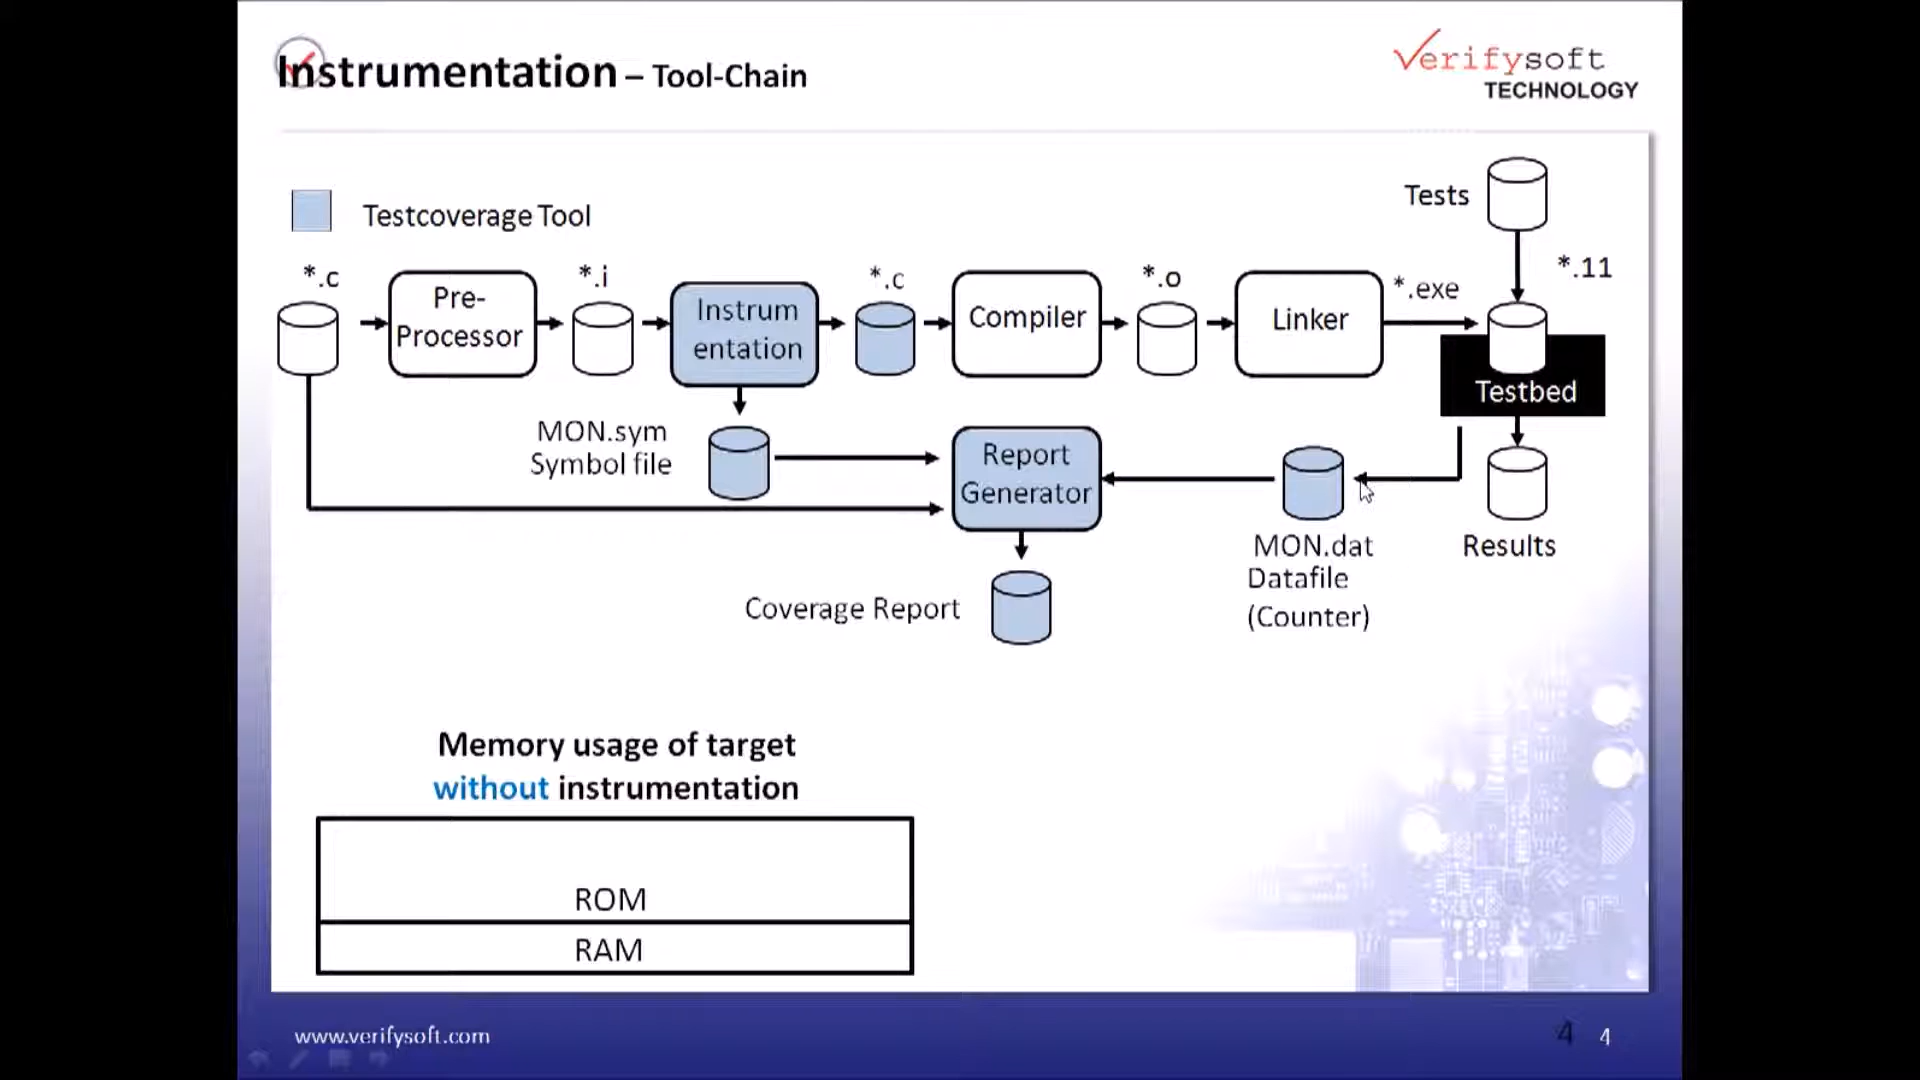 Instrumentation – Tool-Chain
Verifysoft
TECHNOLOGY
Tests
Testcoverage Tool
*.c
Pre-
Processor
*.i
Instrum
entation
*.c
Compiler
*.o
Linker
*.exe
*.11
Testbed
MON.sym
Symbol file
Report
Generator
MON.dat
Datafile
(Counter)
Results
Coverage Report
Memory usage of target
without instrumentation
ROM
RAM
www.verifysoft.com
4
4